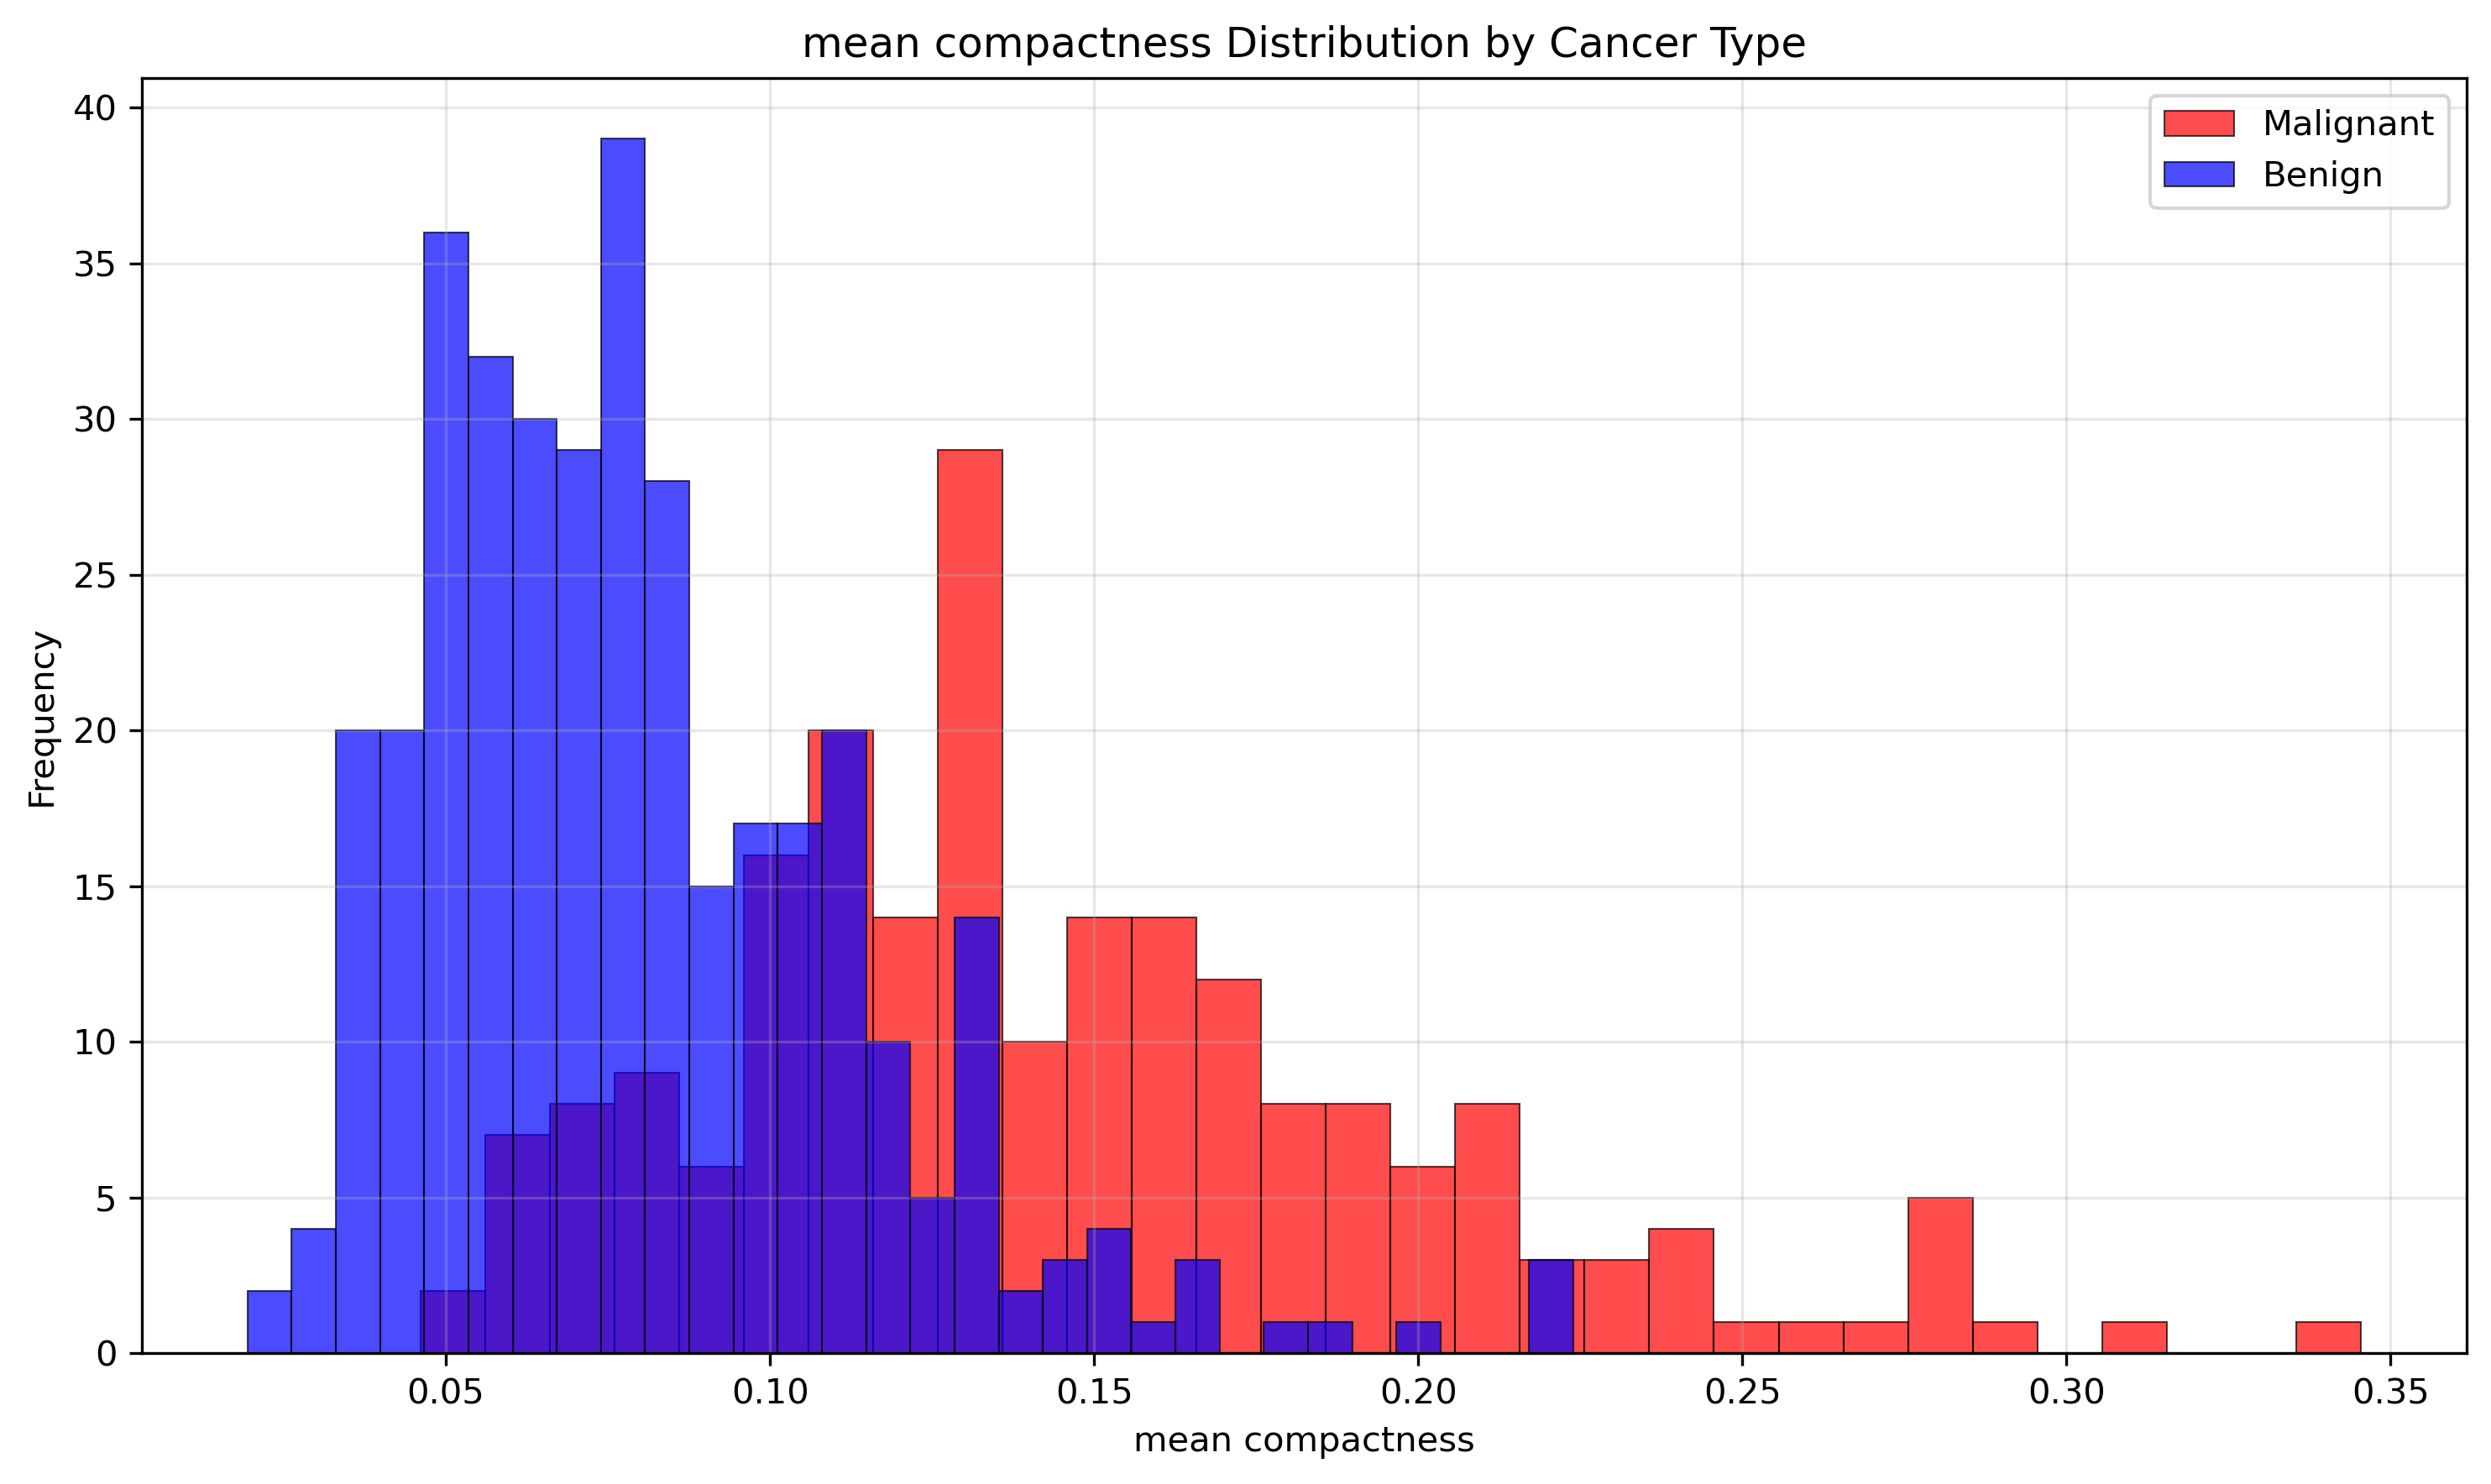 mean compactness Distribution by Cancer Type
Malignant
Benign
Frequency
40
35
30
25
20
15
10
5
0
0.05 0.10 0.15 0.20 0.25 0.30 0.35
mean compactness